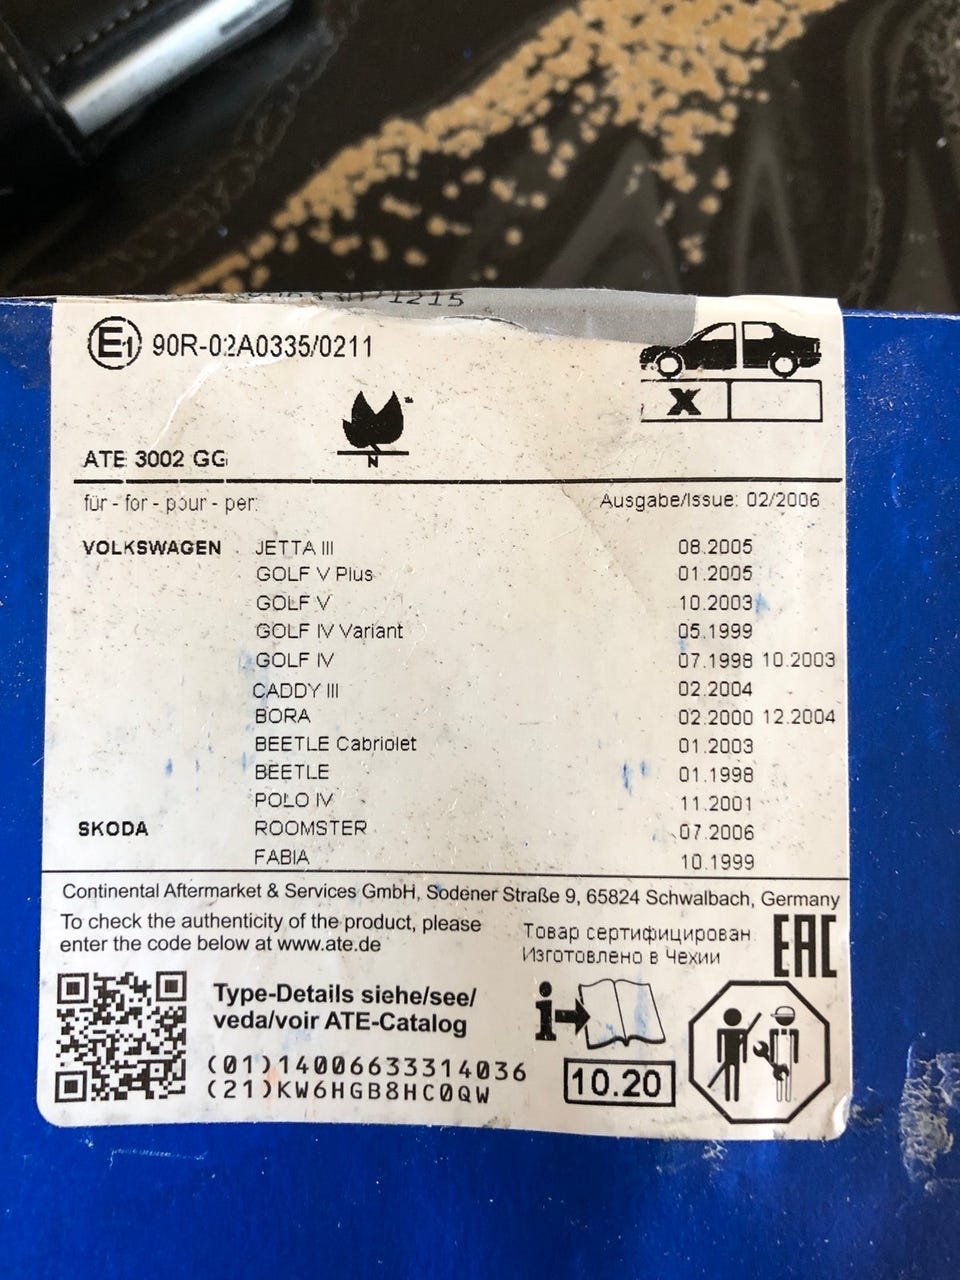 1215
E1 90R-02A0335/0211
X
N
ATE 3002 GG
für - for - pour - per:
Ausgabe/Issue: 02/2006
VOLKSWAGEN JETTA III 08.2005
GOLF V Plus 01.2005
GOLF V 10.2003
GOLF IV Variant 05.1999
GOLF IV 07.1998 10.2003
CADDY III 02.2004
BORA 02.2000 12.2004
BEETLE Cabriolet 01.2003
BEETLE 01.1998
POLO IV 11.2001
SKODA ROOMSTER 07.2006
FABIA 10.1999
Continental Aftermarket & Services GmbH, Sodener Straße 9, 65824 Schwalbach, Germany
To check the authenticity of the product, please
enter the code below at www.ate.de
Товар сертифицирован
Изготовлено в Чехии
EAC
Type-Details siehe/see/
veda/voir ATE-Catalog
(01)14006633314036
(21)KW6HGB8HC0QW
i
10.20